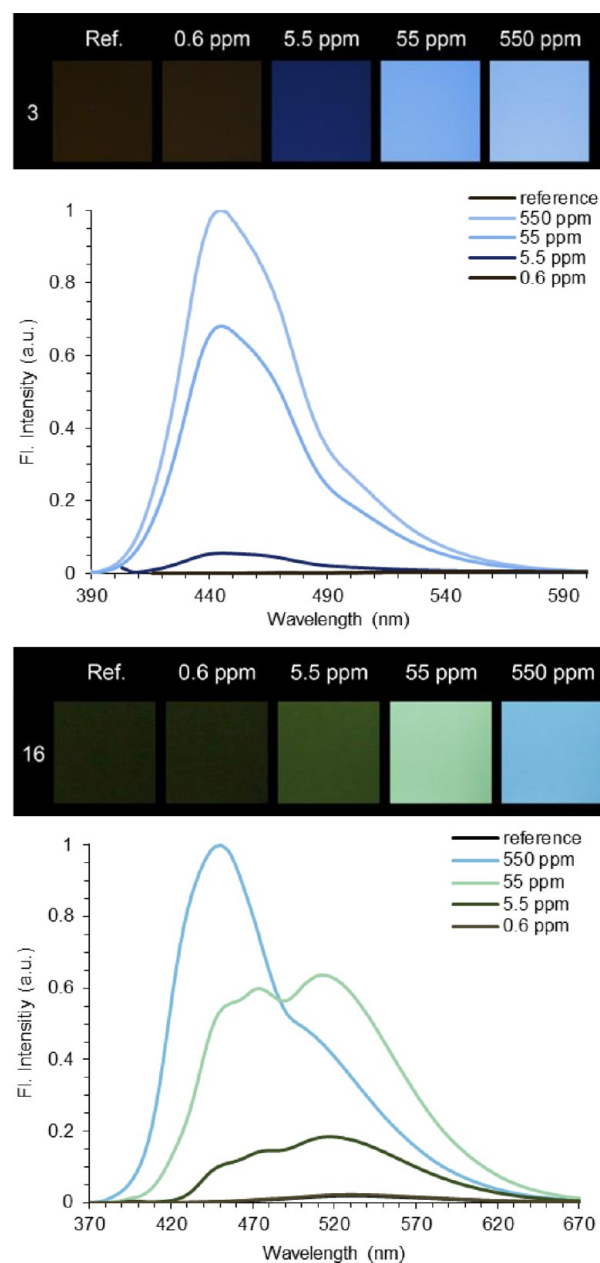 Ref. 0.6 ppm 5.5 ppm 55 ppm 550 ppm
3
reference
550 ppm
55 ppm
5.5 ppm
0.6 ppm
1
0.8
0.6
0.4
0.2
0
Fl. Intensity (a.u.)
390 440 490 540 590
Wavelength (nm)
Ref. 0.6 ppm 5.5 ppm 55 ppm 550 ppm
16
reference
550 ppm
55 ppm
5.5 ppm
0.6 ppm
1
0.8
0.6
0.4
0.2
0
Fl. Intensitiy (a.u.)
370 420 470 520 570 620 670
Wavelength (nm)